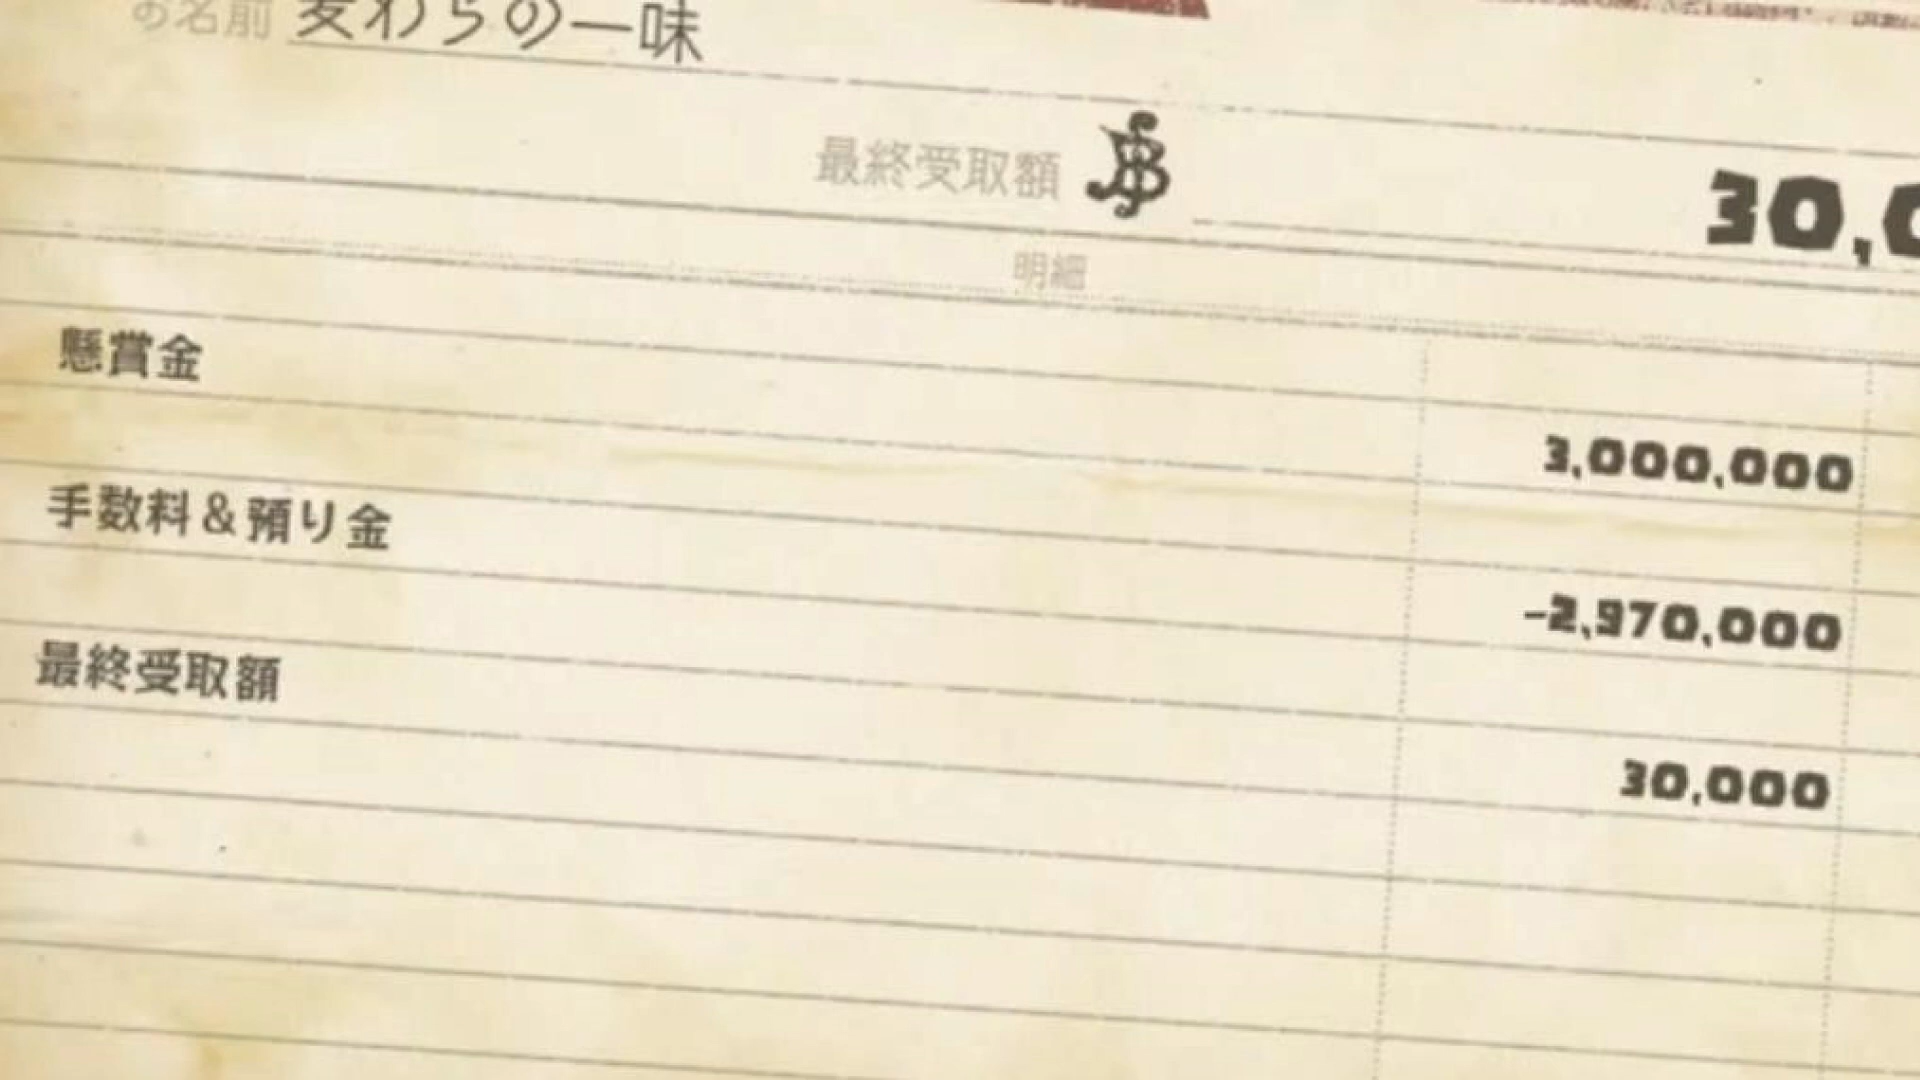 の名前 麦わらの一味
最終受取額 30,0
明細
懸賞金 3,000,000
手数料&預り金 -2,970,000
最終受取額 30,000